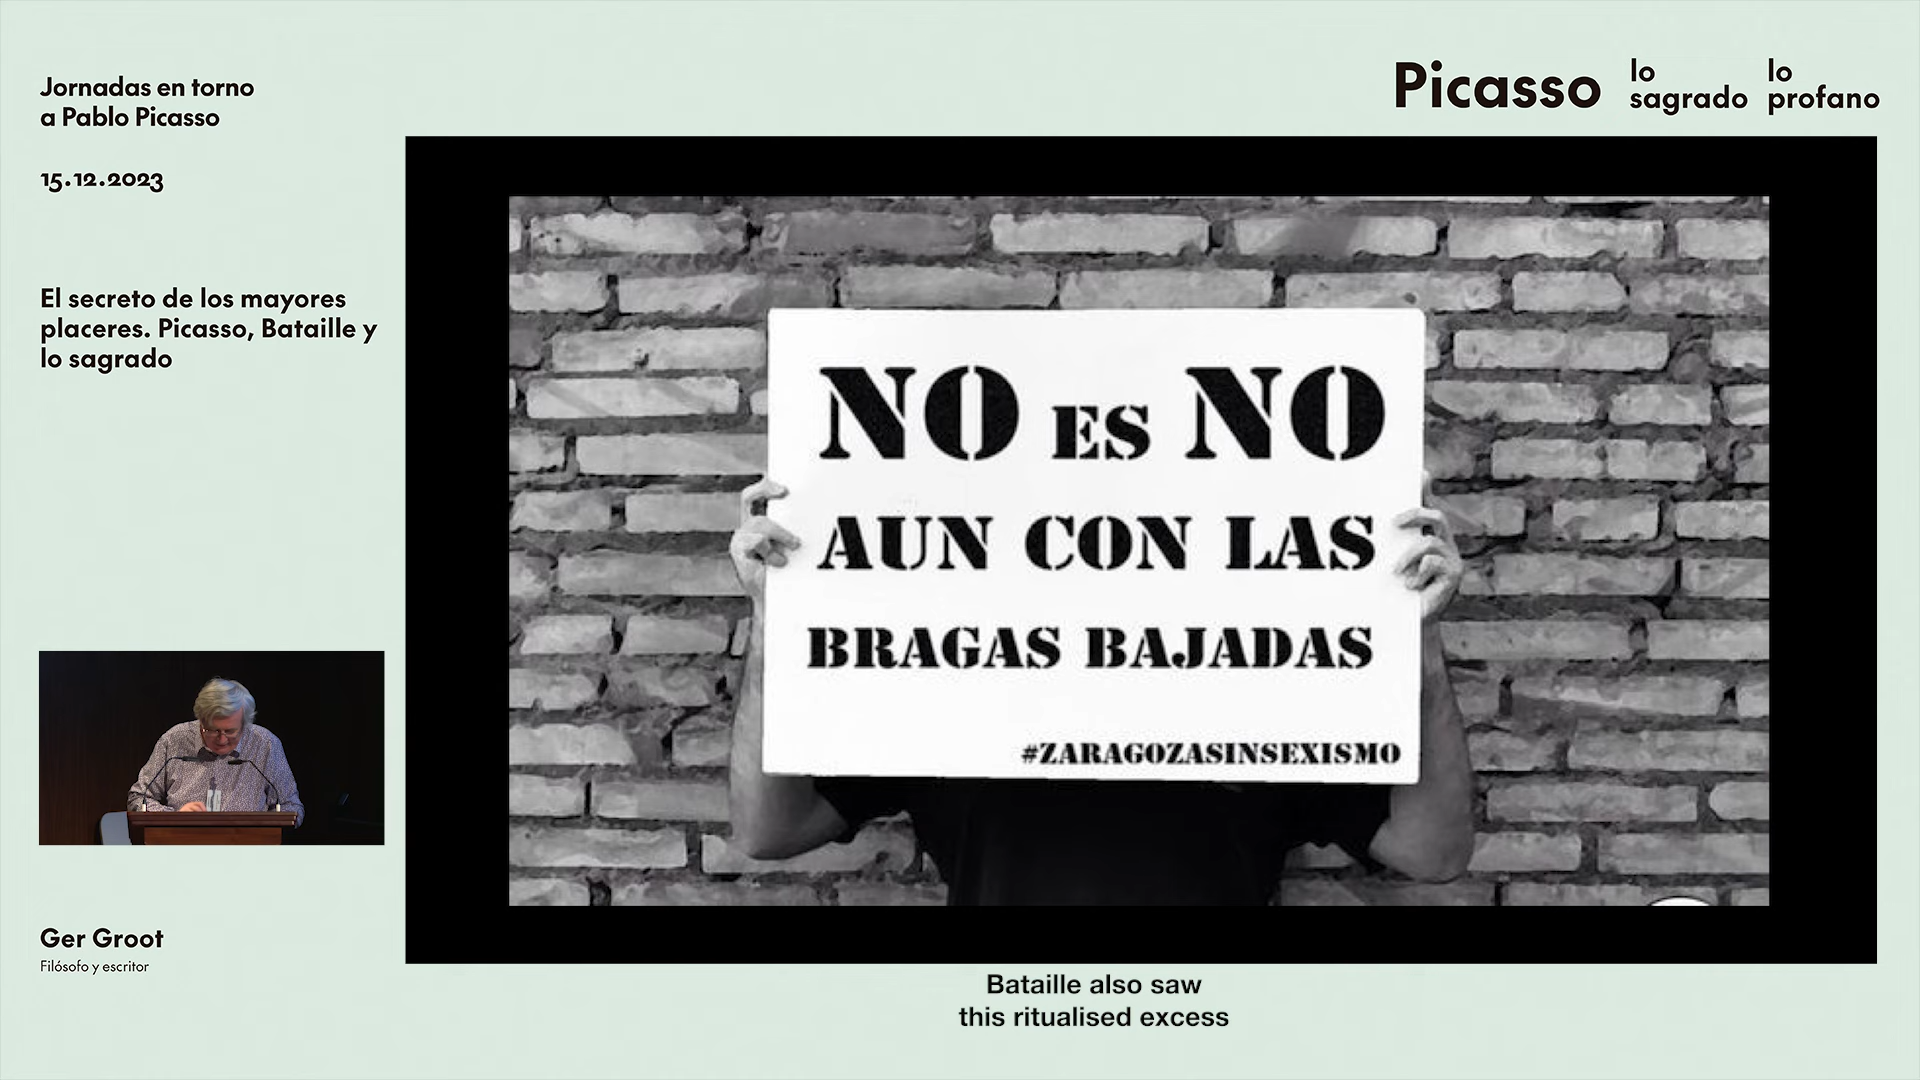 Jornadas en torno
a Pablo Picasso
15.12.2023
El secreto de los mayores
placeres. Picasso, Bataille y
lo sagrado
Ger Groot
Filósofo y escritor
Picasso
lo
sagrado
lo
profano
NO ES NO
AUN CON LAS
BRAGAS BAJADAS
#ZARAGOZASINSEXISMO
Bataille also saw
this ritualised excess